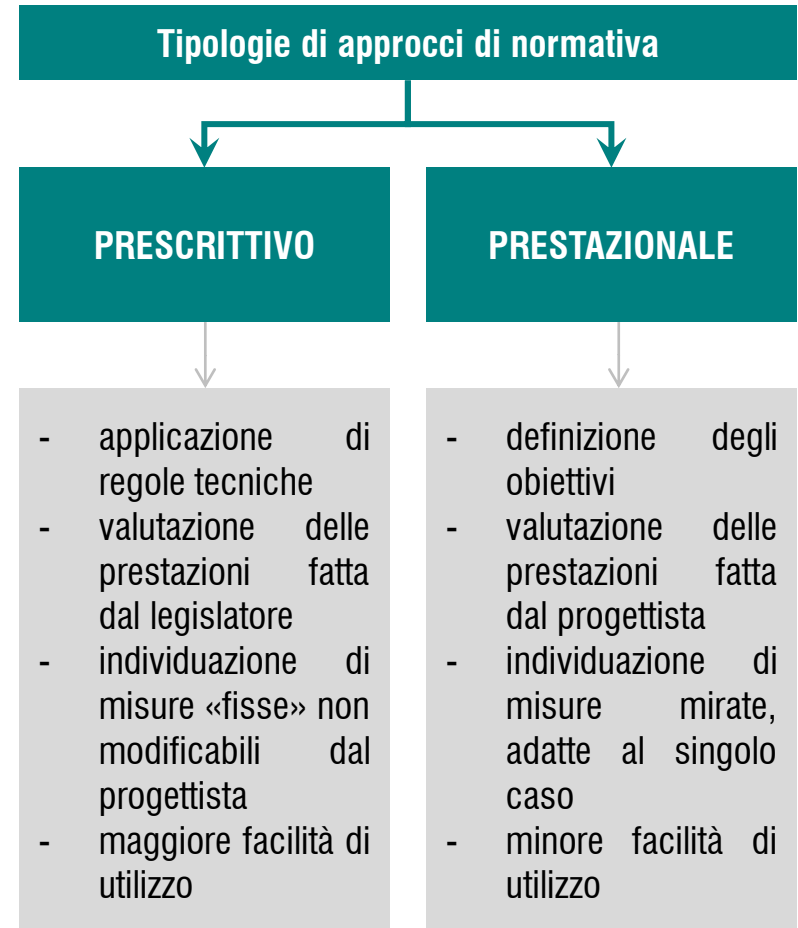 Tipologie di approcci di normativa
PRESCRITTIVO
PRESTAZIONALE
- applicazione di
regole tecniche
- valutazione delle
prestazioni fatta
dal legislatore
- individuazione di
misure «fisse» non
modificabili dal
progettista
- maggiore facilità di
utilizzo
- definizione degli
obiettivi
- valutazione delle
prestazioni fatta
dal progettista
- individuazione di
misure mirate,
adatte al singolo
caso
- minore facilità di
utilizzo